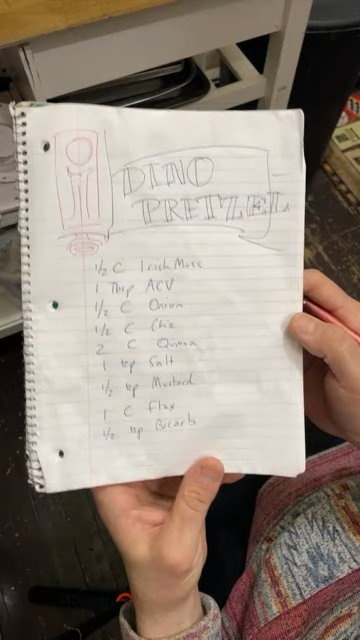 DINO
PRETZEL
1/2 C Irish Moss
1 Tbsp ACV
1/2 C Onion
1/2 C Chia
2 C Quinoa
1 tsp Salt
1/2 tsp Mustard
1 C Flax
1/2 tsp Bicarb